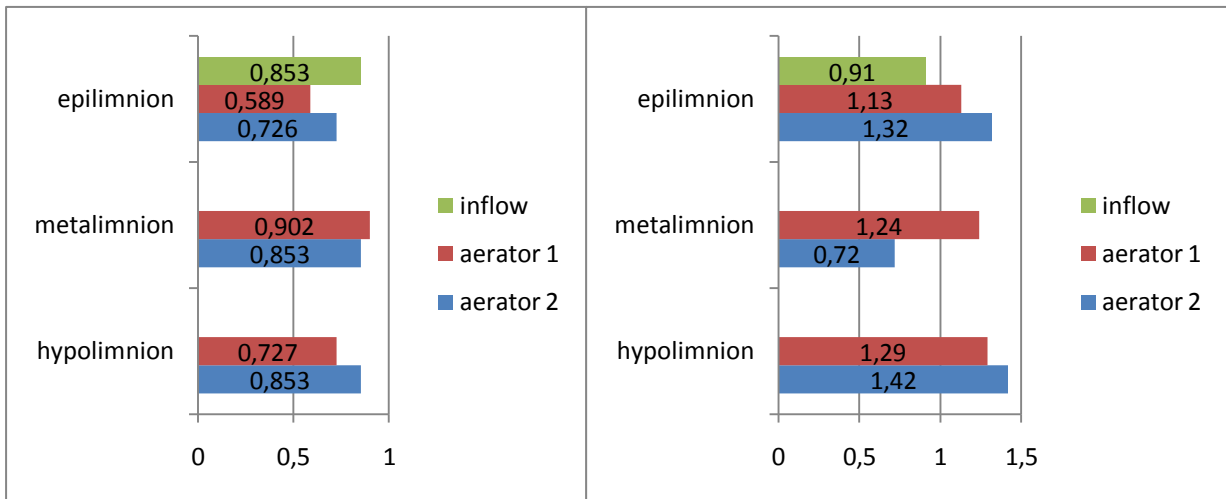 epilimnion
0,853
0,589
0,726
metalimnion
0,902
0,853
hypolimnion
0,727
0,853
0 0,5 1
inflow
aerator 1
aerator 2
epilimnion
0,91
1,13
1,32
metalimnion
1,24
0,72
hypolimnion
1,29
1,42
0 0,5 1 1,5
inflow
aerator 1
aerator 2